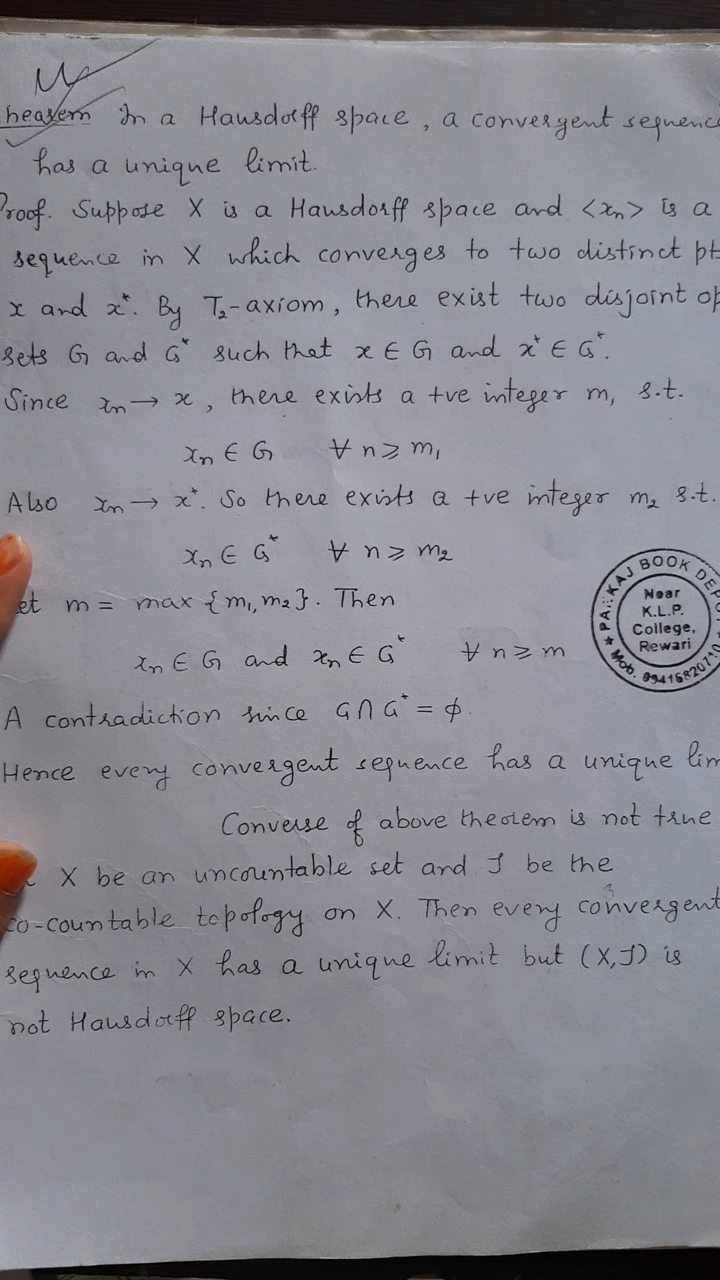 heorem In a Hausdorff space, a convergent sequenc
has a unique limit.
Proof. Suppose X is a Hausdorff space and <xn> is a
sequence in X which converges to two distinct pt
x and x*. By T₂-axiom, there exist two disjoint op
sets G and G* such that x ∈ G and x* ∈ G*.
Since xn → x, there exists a +ve integer m₁ s.t.
xn ∈ G ∀ n ≥ m₁
Also xn → x*. So there exists a +ve integer m₂ s.t.
xn ∈ G* ∀ n ≥ m₂
et m = max {m₁, m₂}. Then
xn ∈ G and xn ∈ G* ∀ n ≥ m
A contradiction since G ∩ G* = ϕ.
Hence every convergent sequence has a unique lim
Converse of above theorem is not true
X be an uncountable set and J be the
co-countable topology on X. Then every convergent
sequence in X has a unique limit but (X, J) is
not Hausdorff space.
PANKAJ BOOK DEPO
Near
K.L.P.
College,
Rewari
Mob. 09416820710